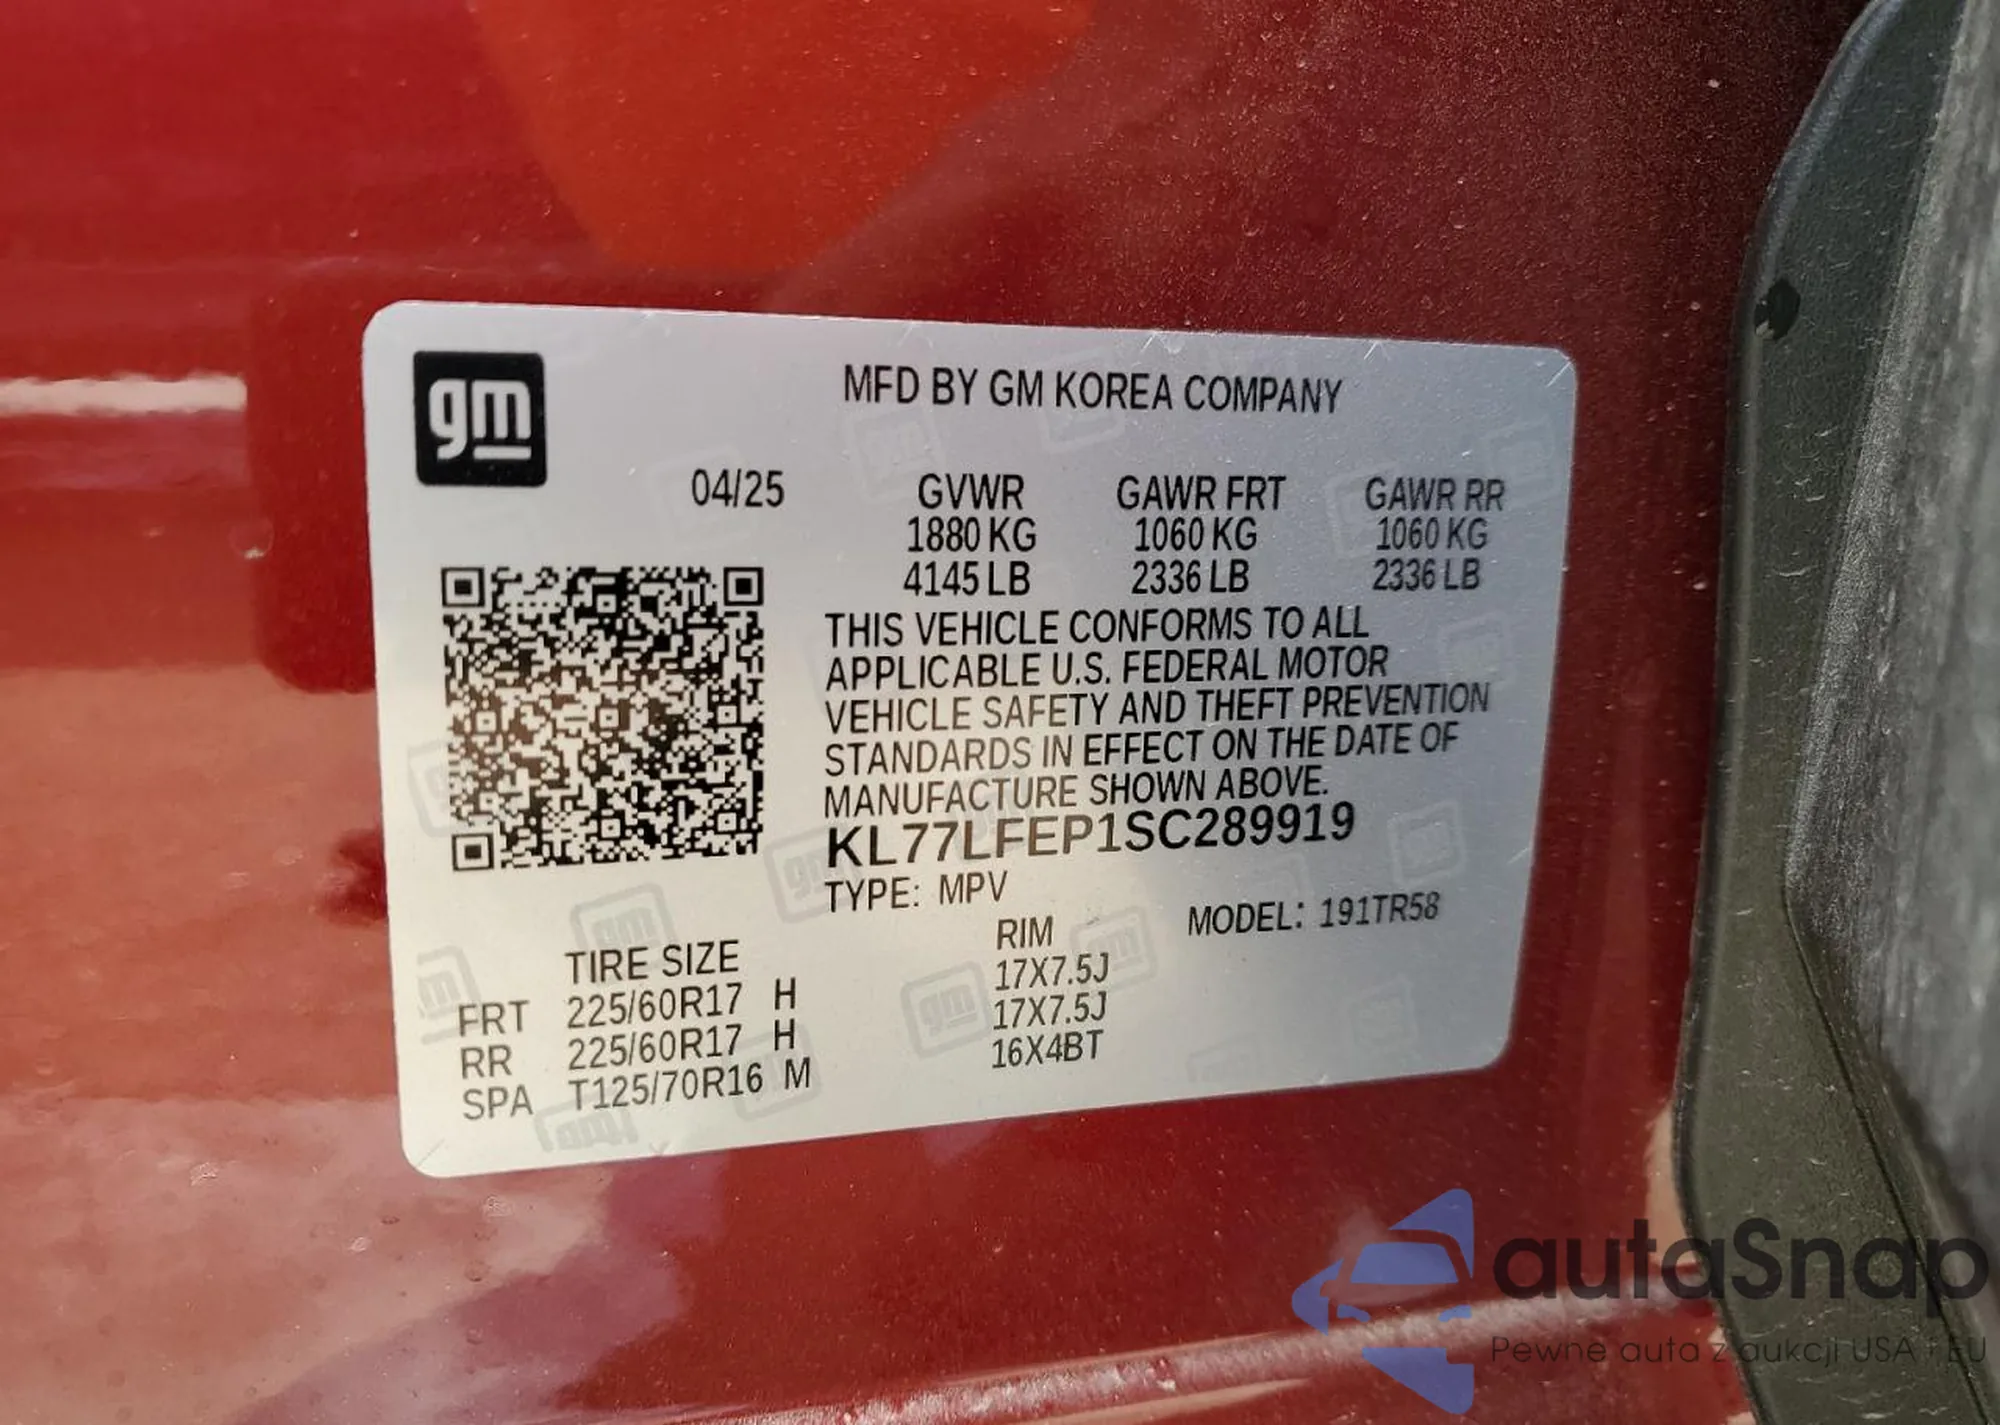 gm
MFD BY GM KOREA COMPANY
04/25 GVWR GAWR FRT GAWR RR
1880 KG 1060 KG 1060 KG
4145 LB 2336 LB 2336 LB
THIS VEHICLE CONFORMS TO ALL
APPLICABLE U.S. FEDERAL MOTOR
VEHICLE SAFETY AND THEFT PREVENTION
STANDARDS IN EFFECT ON THE DATE OF
MANUFACTURE SHOWN ABOVE.
KL77LFEP1SC289919
TYPE: MPV MODEL: 191TR58
TIRE SIZE RIM
FRT 225/60R17 H 17X7.5J
RR 225/60R17 H 17X7.5J
SPA T125/70R16 M 16X4BT
autaSnap
Pewne auta z aukcji USA i EU